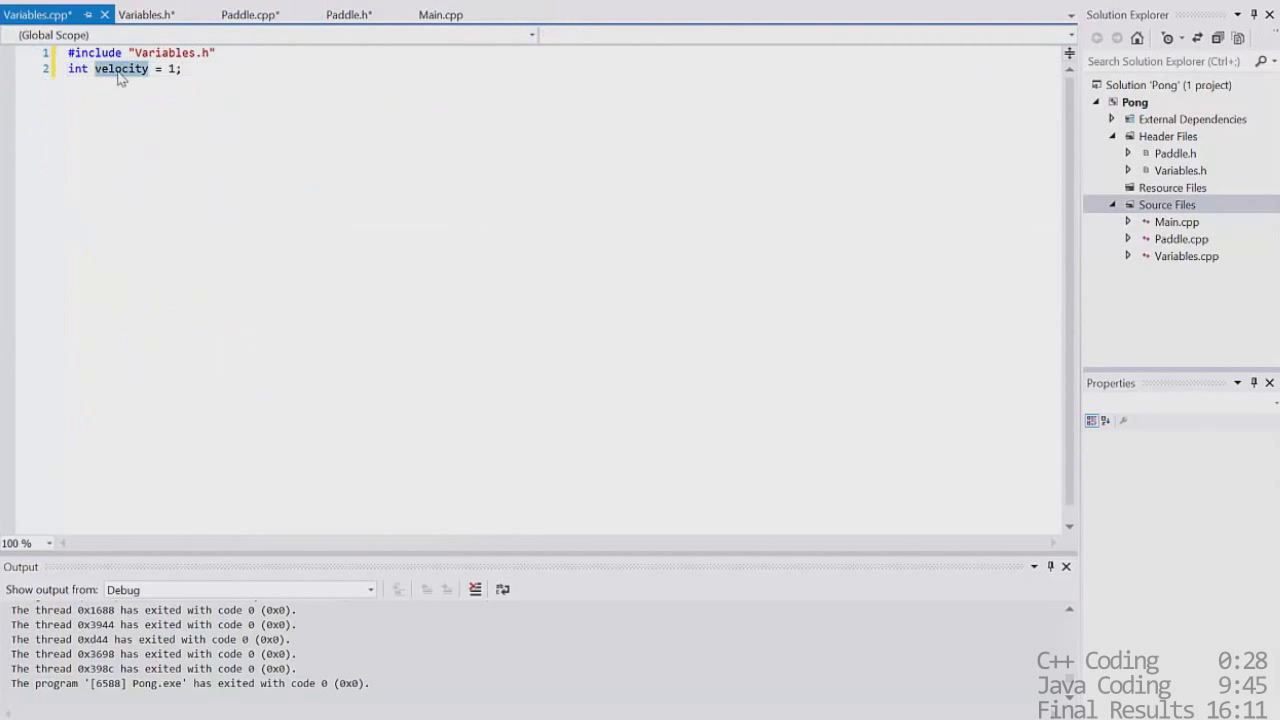 Variables.cpp* Variables.h* Paddle.cpp* Paddle.h* Main.cpp
(Global Scope)
1 #include "Variables.h"
2 int velocity = 1;
100 %
Output
Show output from: Debug
The thread 0x1688 has exited with code 0 (0x0).
The thread 0x3944 has exited with code 0 (0x0).
The thread 0xd44 has exited with code 0 (0x0).
The thread 0x3698 has exited with code 0 (0x0).
The thread 0x398c has exited with code 0 (0x0).
The program '[6588] Pong.exe' has exited with code 0 (0x0).
Solution Explorer
Search Solution Explorer (Ctrl+;)
Solution 'Pong' (1 project)
Pong
External Dependencies
Header Files
Paddle.h
Variables.h
Resource Files
Source Files
Main.cpp
Paddle.cpp
Variables.cpp
Properties
C++ Coding 0:28
Java Coding 9:45
Final Results 16:11